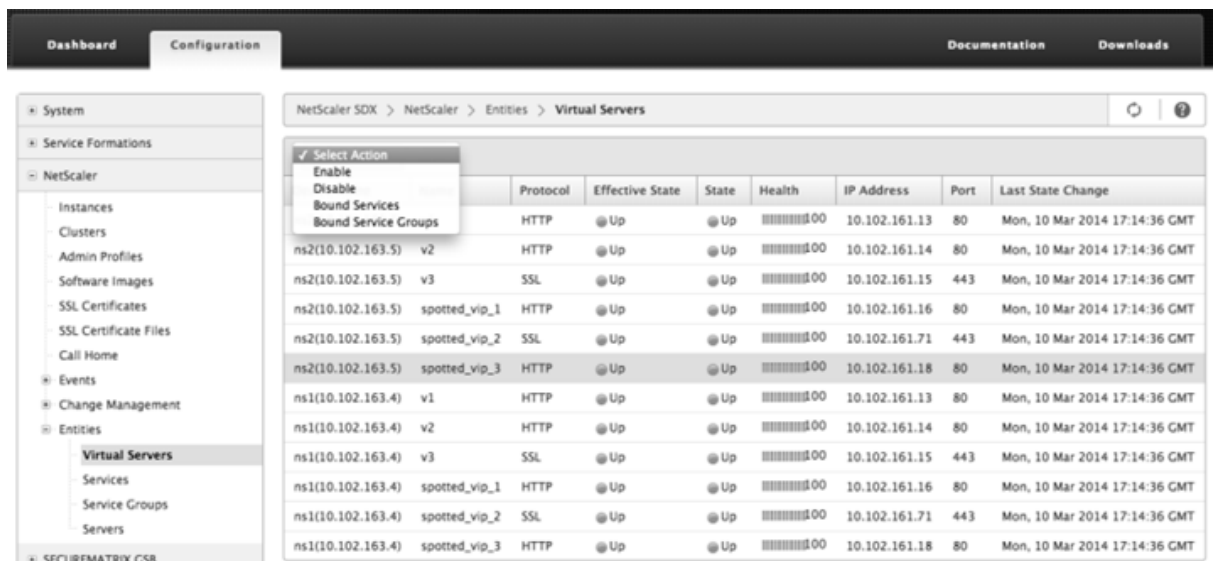 Dashboard Configuration Documentation Downloads
System
Service Formations
NetScaler
Instances
Clusters
Admin Profiles
Software Images
SSL Certificates
SSL Certificate Files
Call Home
Events
Change Management
Entities
Virtual Servers
Services
Service Groups
Servers
SECUREMATRIX GSB
NetScaler SDX > NetScaler > Entities > Virtual Servers
✓ Select Action
Enable
Disable
Bound Services
Bound Service Groups
Protocol Effective State State Health IP Address Port Last State Change
HTTP Up Up 100 10.102.161.13 80 Mon, 10 Mar 2014 17:14:36 GMT
ns2(10.102.163.5) v2 HTTP Up Up 100 10.102.161.14 80 Mon, 10 Mar 2014 17:14:36 GMT
ns2(10.102.163.5) v3 SSL Up Up 100 10.102.161.15 443 Mon, 10 Mar 2014 17:14:36 GMT
ns2(10.102.163.5) spotted_vip_1 HTTP Up Up 100 10.102.161.16 80 Mon, 10 Mar 2014 17:14:36 GMT
ns2(10.102.163.5) spotted_vip_2 SSL Up Up 100 10.102.161.71 443 Mon, 10 Mar 2014 17:14:36 GMT
ns2(10.102.163.5) spotted_vip_3 HTTP Up Up 100 10.102.161.18 80 Mon, 10 Mar 2014 17:14:36 GMT
ns1(10.102.163.4) v1 HTTP Up Up 100 10.102.161.13 80 Mon, 10 Mar 2014 17:14:36 GMT
ns1(10.102.163.4) v2 HTTP Up Up 100 10.102.161.14 80 Mon, 10 Mar 2014 17:14:36 GMT
ns1(10.102.163.4) v3 SSL Up Up 100 10.102.161.15 443 Mon, 10 Mar 2014 17:14:36 GMT
ns1(10.102.163.4) spotted_vip_1 HTTP Up Up 100 10.102.161.16 80 Mon, 10 Mar 2014 17:14:36 GMT
ns1(10.102.163.4) spotted_vip_2 SSL Up Up 100 10.102.161.71 443 Mon, 10 Mar 2014 17:14:36 GMT
ns1(10.102.163.4) spotted_vip_3 HTTP Up Up 100 10.102.161.18 80 Mon, 10 Mar 2014 17:14:36 GMT